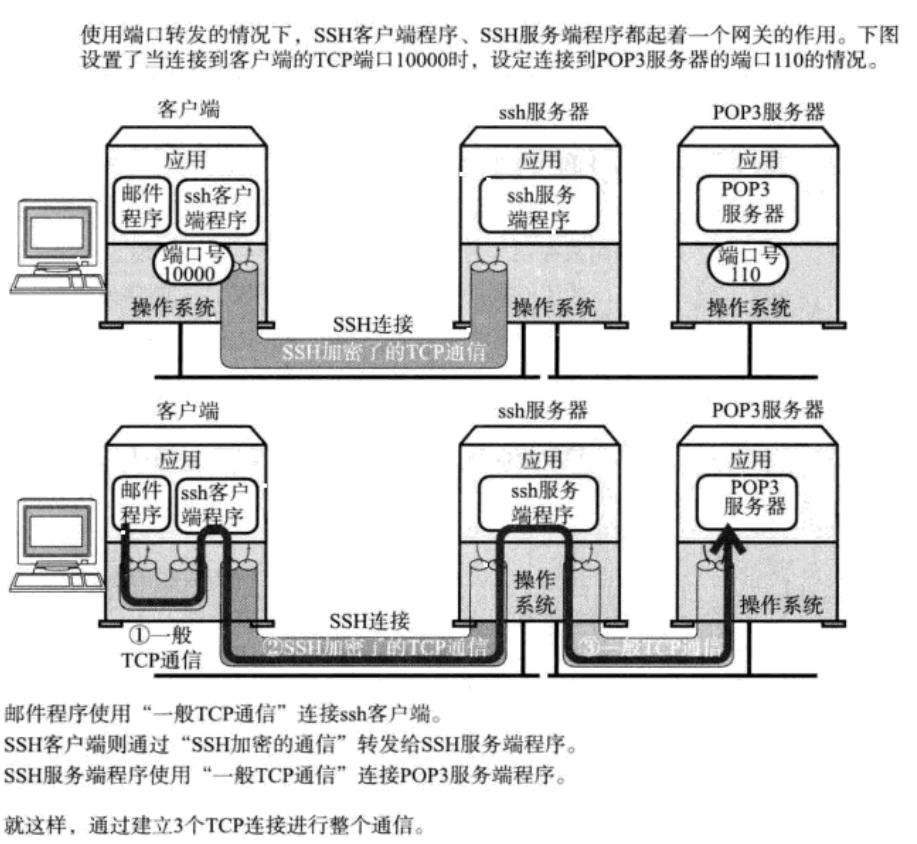 使用端口转发的情况下，SSH客户端程序、SSH服务端程序都起着一个网关的作用。下图
设置了当连接到客户端的TCP端口10000时，设定连接到POP3服务器的端口110的情况。
客户端
ssh服务器
POP3服务器
应用
应用
应用
邮件
程序
ssh客户
端程序
ssh服务
端程序
POP3
服务器
端口号
10000
端口号
110
操作系统
操作系统
操作系统
SSH连接
SSH加密了的TCP通信
客户端
ssh服务器
POP3服务器
应用
应用
应用
邮件
程序
ssh客户
端程序
ssh服务
端程序
POP3
服务器
操作
系统
操作系统
①一般
TCP通信
SSH连接
②SSH加密了的TCP通信
③一般TCP通信
邮件程序使用“一般TCP通信”连接ssh客户端。
SSH客户端则通过“SSH加密的通信”转发给SSH服务端程序。
SSH服务端程序使用“一般TCP通信”连接POP3服务端程序。
就这样，通过建立3个TCP连接进行整个通信。